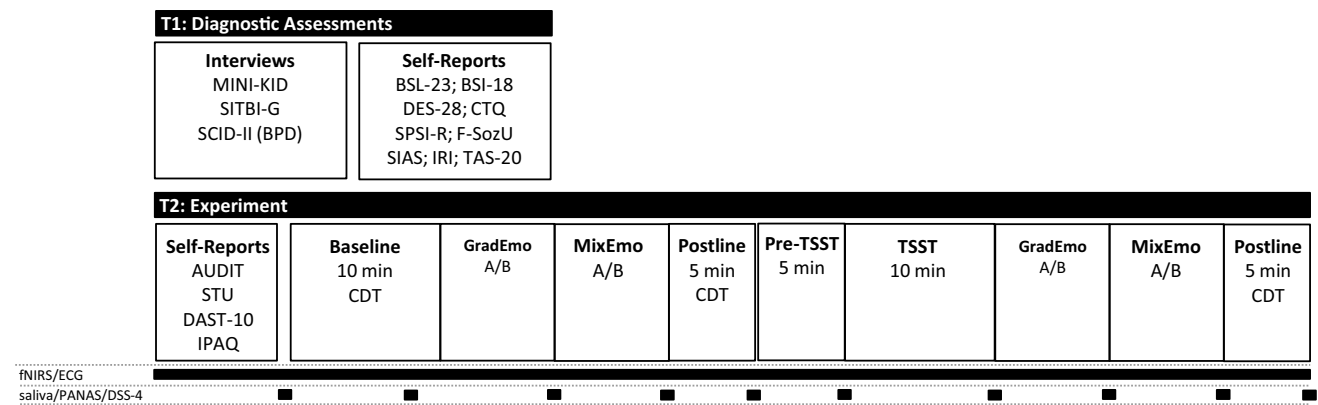 T1: Diagnostic Assessments
Interviews
MINI-KID
SITBI-G
SCID-II (BPD)
Self-Reports
BSL-23; BSI-18
DES-28; CTQ
SPSI-R; F-SozU
SIAS; IRI; TAS-20
T2: Experiment
Self-Reports
AUDIT
STU
DAST-10
IPAQ
Baseline
10 min
CDT
GradEmo
A/B
MixEmo
A/B
Postline
5 min
CDT
Pre-TSST
5 min
TSST
10 min
GradEmo
A/B
MixEmo
A/B
Postline
5 min
CDT
fNIRS/ECG
saliva/PANAS/DSS-4